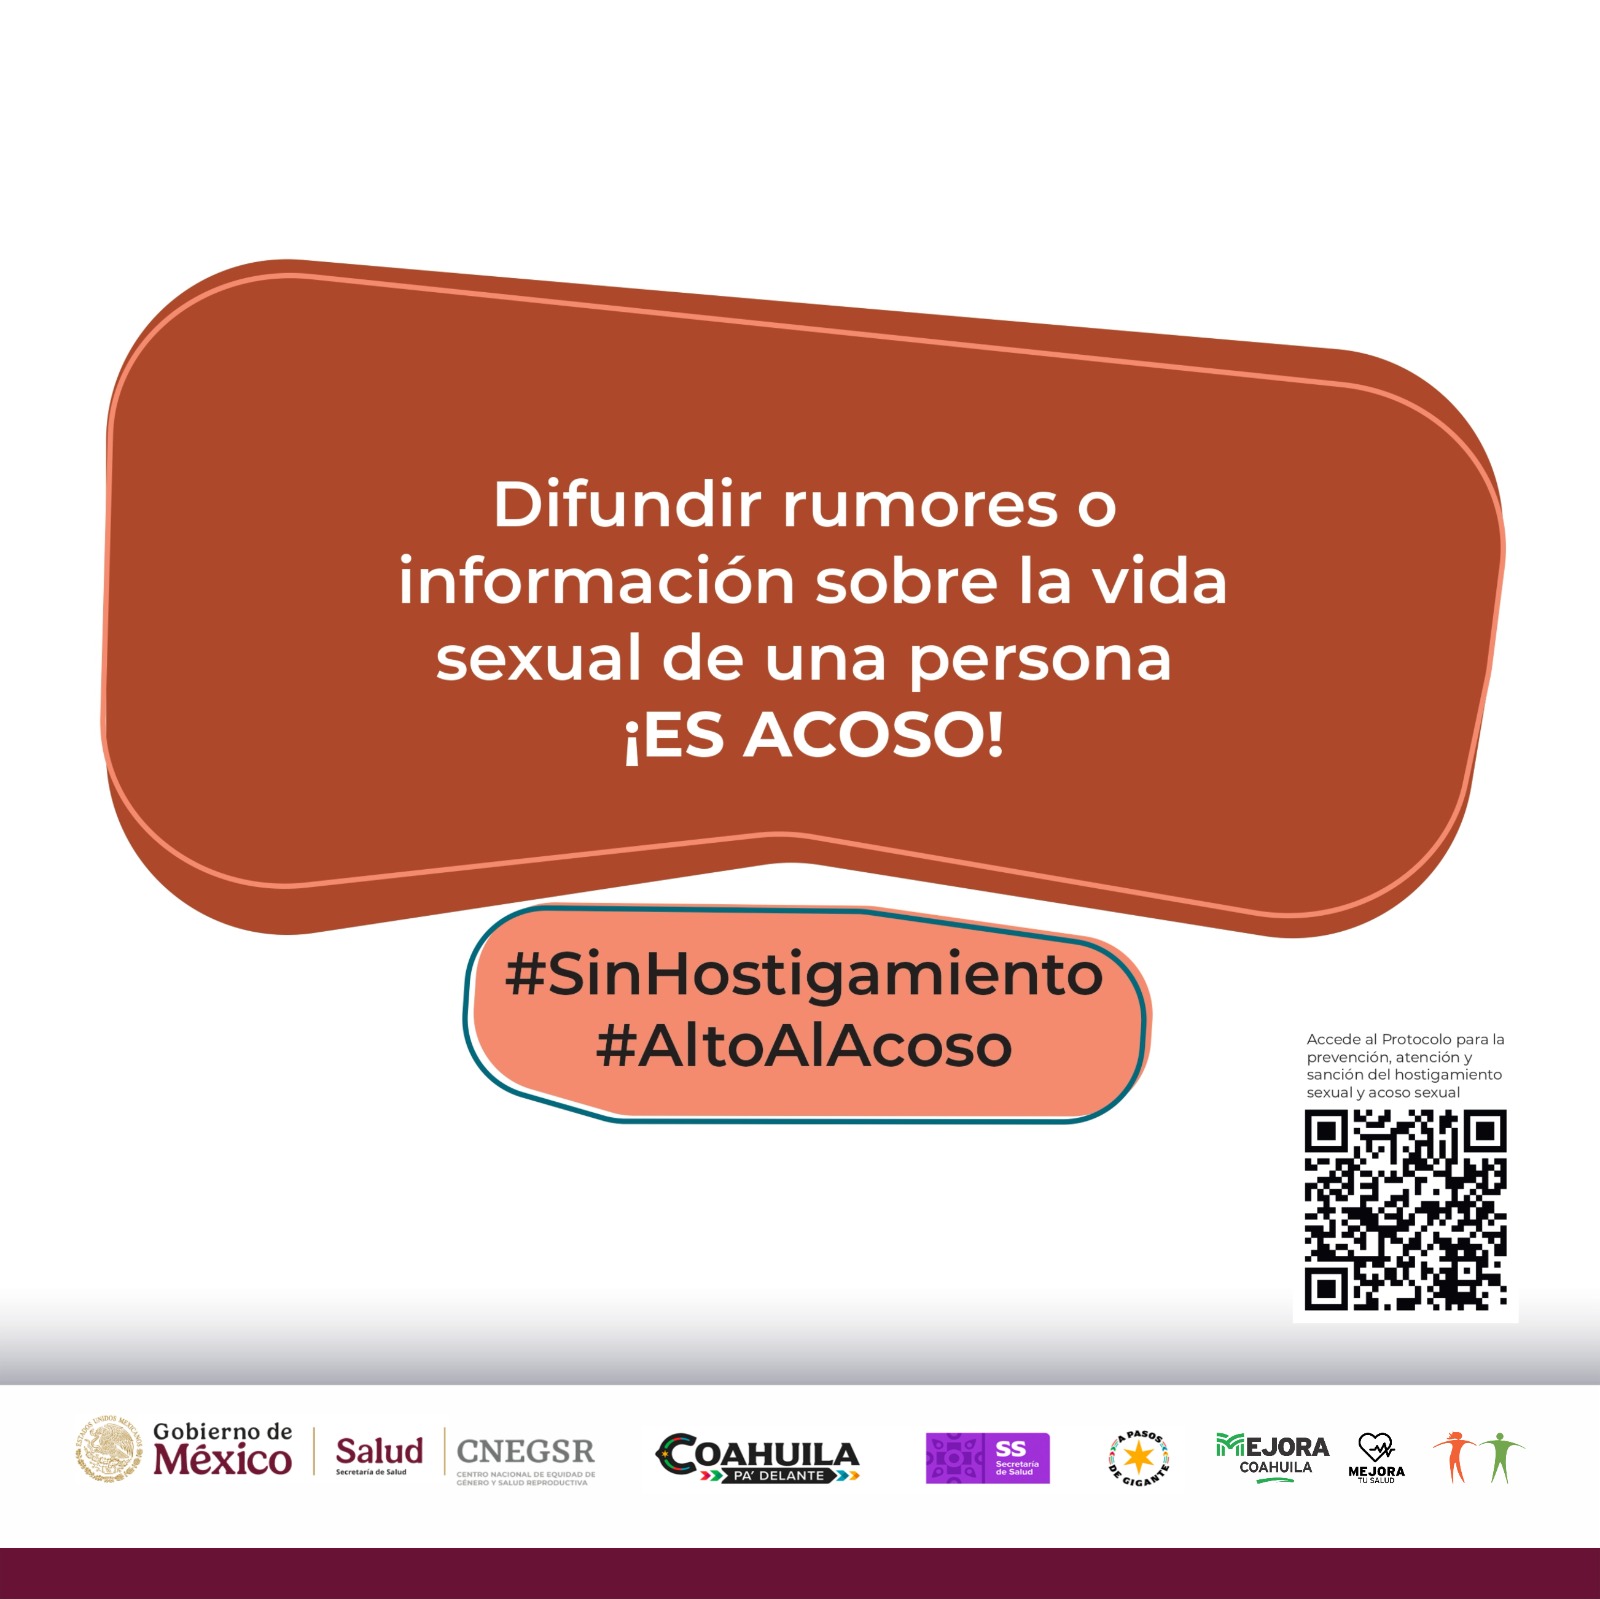 Difundir rumores o
información sobre la vida
sexual de una persona
¡ES ACOSO!
#SinHostigamiento
#AltoAlAcoso
Accede al Protocolo para la
prevención, atención y
sanción del hostigamiento
sexual y acoso sexual
ESTADOS UNIDOS MEXICANOS
Gobierno de
México
Salud
Secretaría de Salud
CNEGSR
CENTRO NACIONAL DE EQUIDAD DE
GÉNERO Y SALUD REPRODUCTIVA
COAHUILA
PA' DELANTE
SS
Secretaría
de Salud
A PASOS
DE GIGANTE
MEJORA
COAHUILA
MEJORA
TU SALUD